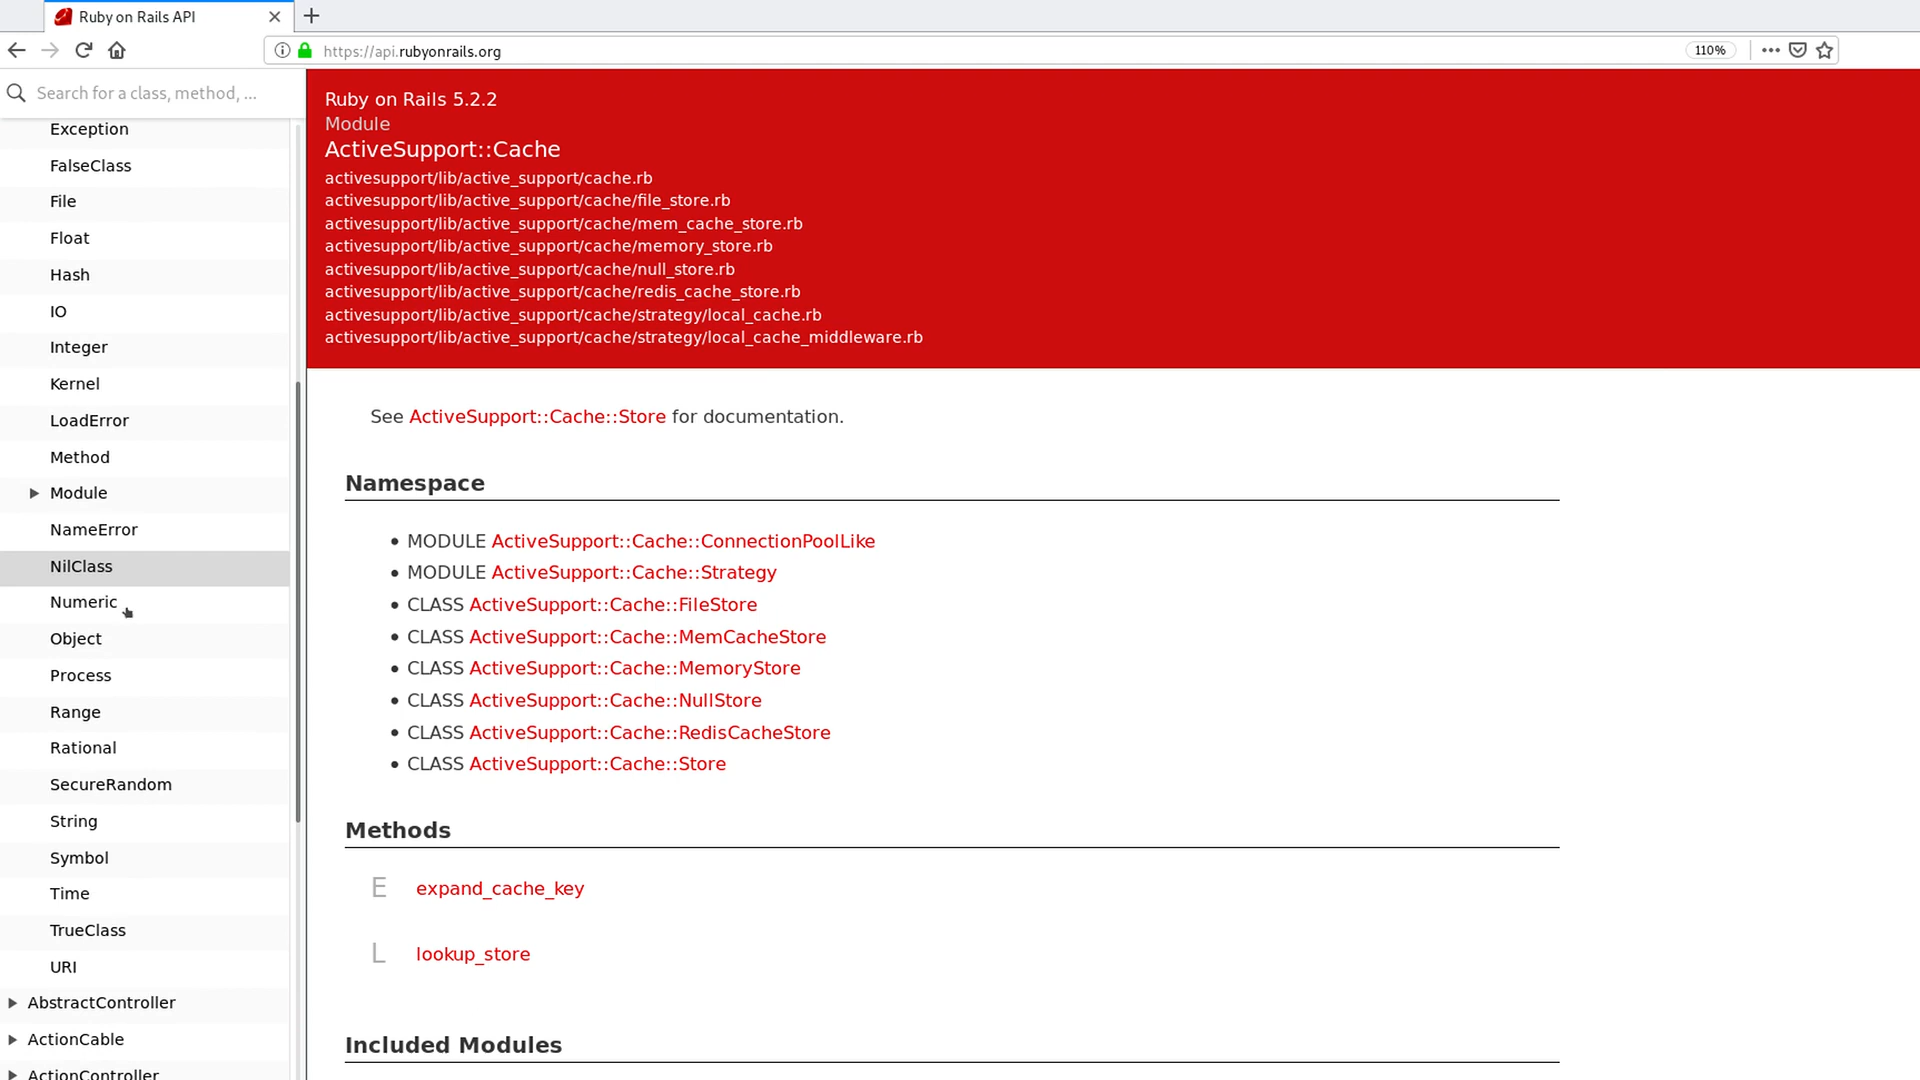 Ruby on Rails API
https://api.rubyonrails.org
110%
Search for a class, method, ...
Exception
FalseClass
File
Float
Hash
IO
Integer
Kernel
LoadError
Method
Module
NameError
NilClass
Numeric
Object
Process
Range
Rational
SecureRandom
String
Symbol
Time
TrueClass
URI
AbstractController
ActionCable
ActionController
Ruby on Rails 5.2.2
Module
ActiveSupport::Cache
activesupport/lib/active_support/cache.rb
activesupport/lib/active_support/cache/file_store.rb
activesupport/lib/active_support/cache/mem_cache_store.rb
activesupport/lib/active_support/cache/memory_store.rb
activesupport/lib/active_support/cache/null_store.rb
activesupport/lib/active_support/cache/redis_cache_store.rb
activesupport/lib/active_support/cache/strategy/local_cache.rb
activesupport/lib/active_support/cache/strategy/local_cache_middleware.rb
See ActiveSupport::Cache::Store for documentation.
Namespace
• MODULE ActiveSupport::Cache::ConnectionPoolLike
• MODULE ActiveSupport::Cache::Strategy
• CLASS ActiveSupport::Cache::FileStore
• CLASS ActiveSupport::Cache::MemCacheStore
• CLASS ActiveSupport::Cache::MemoryStore
• CLASS ActiveSupport::Cache::NullStore
• CLASS ActiveSupport::Cache::RedisCacheStore
• CLASS ActiveSupport::Cache::Store
Methods
E expand_cache_key
L lookup_store
Included Modules